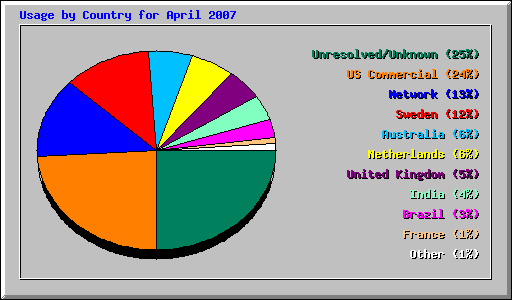 Usage by Country for April 2007
Unresolved/Unknown (25%)
US Commercial (24%)
Network (13%)
Sweden (12%)
Australia (6%)
Netherlands (6%)
United Kingdom (5%)
India (4%)
Brazil (3%)
France (1%)
Other (1%)